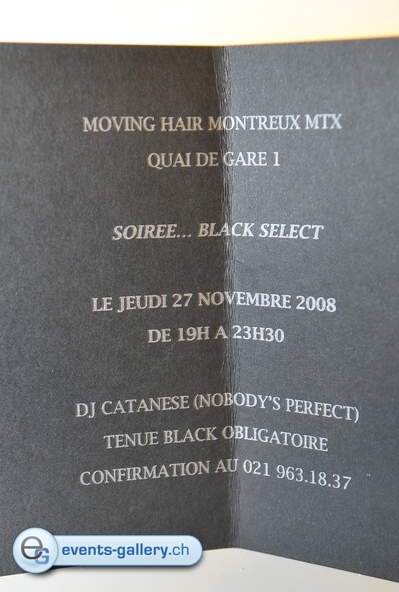 MOVING HAIR MONTREUX MTX
QUAI DE GARE 1
SOIREE... BLACK SELECT
LE JEUDI 27 NOVEMBRE 2008
DE 19H A 23H30
DJ CATANESE (NOBODY'S PERFECT)
TENUE BLACK OBLIGATOIRE
CONFIRMATION AU 021 963.18.37
eG events-gallery.ch